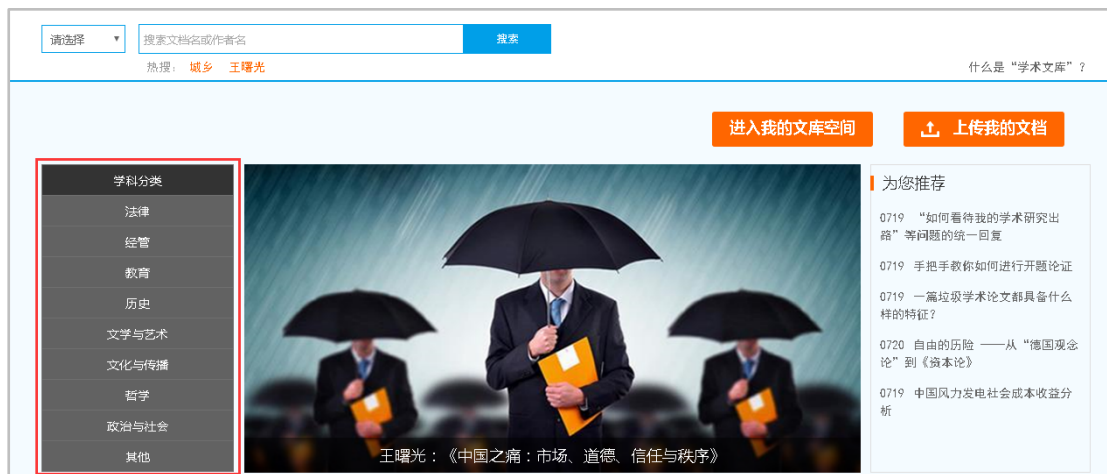 请选择
搜索文档名或作者名
搜索
热搜： 城乡 王曙光
什么是“学术文库”？
进入我的文库空间
上传我的文档
学科分类
法律
经管
教育
历史
文学与艺术
文化与传播
哲学
政治与社会
其他
王曙光：《中国之痛：市场、道德、信任与秩序》
为您推荐
0719 “如何看待我的学术研究出
路”等问题的统一回复
0719 手把手教你如何进行开题论证
0719 一篇垃圾学术论文都具备什么
样的特征？
0720 自由的历险 ——从“德国观念
论”到《资本论》
0719 中国风力发电社会成本收益分
析